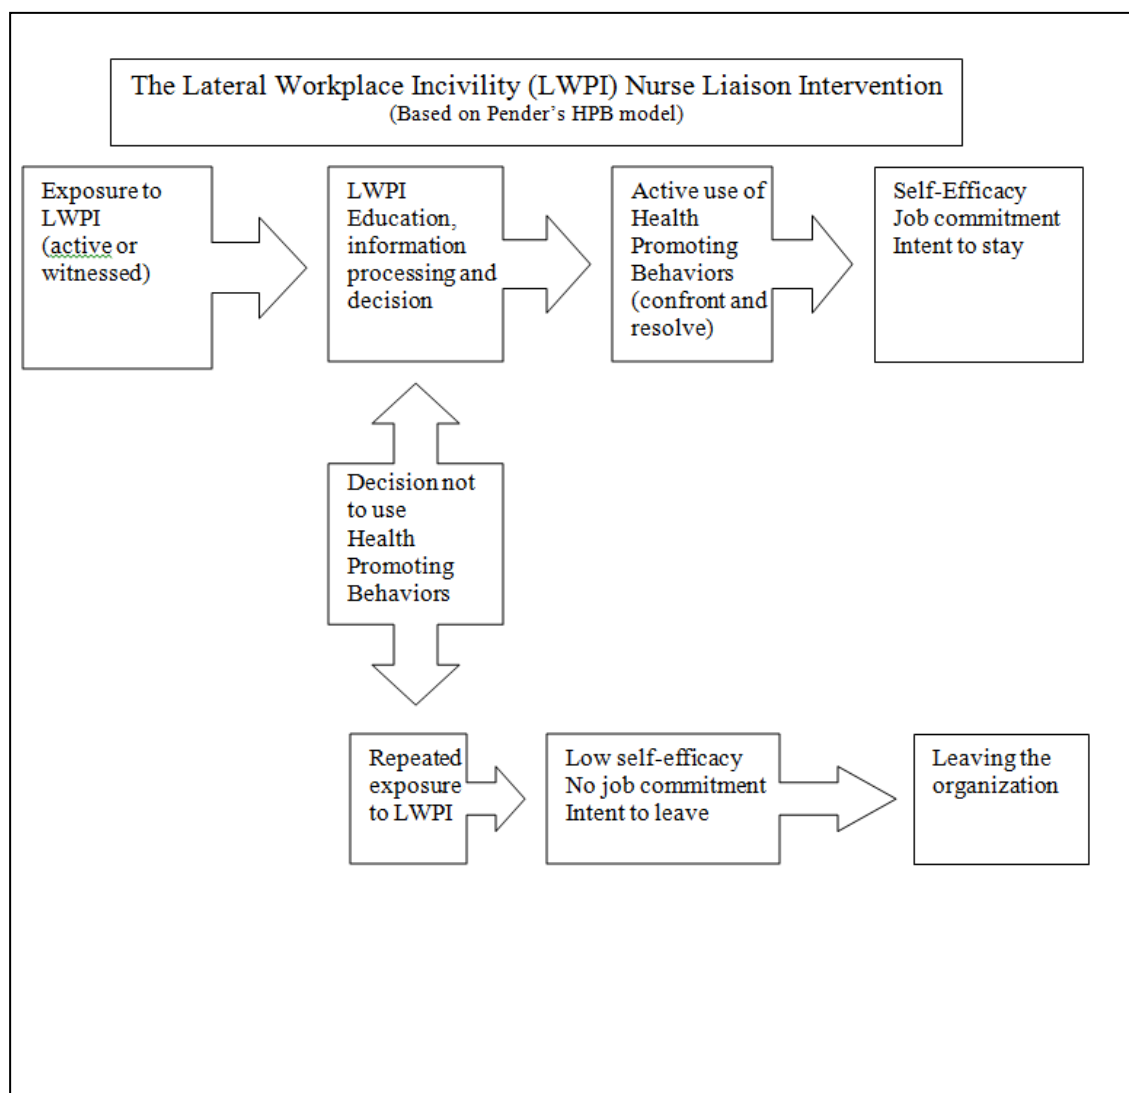 The Lateral Workplace Incivility (LWPI) Nurse Liaison Intervention
(Based on Pender's HPB model)
Exposure to
LWPI
(active or
witnessed)
LWPI
Education,
information
processing and
decision
Active use of
Health
Promoting
Behaviors
(confront and
resolve)
Self-Efficacy
Job commitment
Intent to stay
Decision not
to use
Health
Promoting
Behaviors
Repeated
exposure
to LWPI
Low self-efficacy
No job commitment
Intent to leave
Leaving the
organization